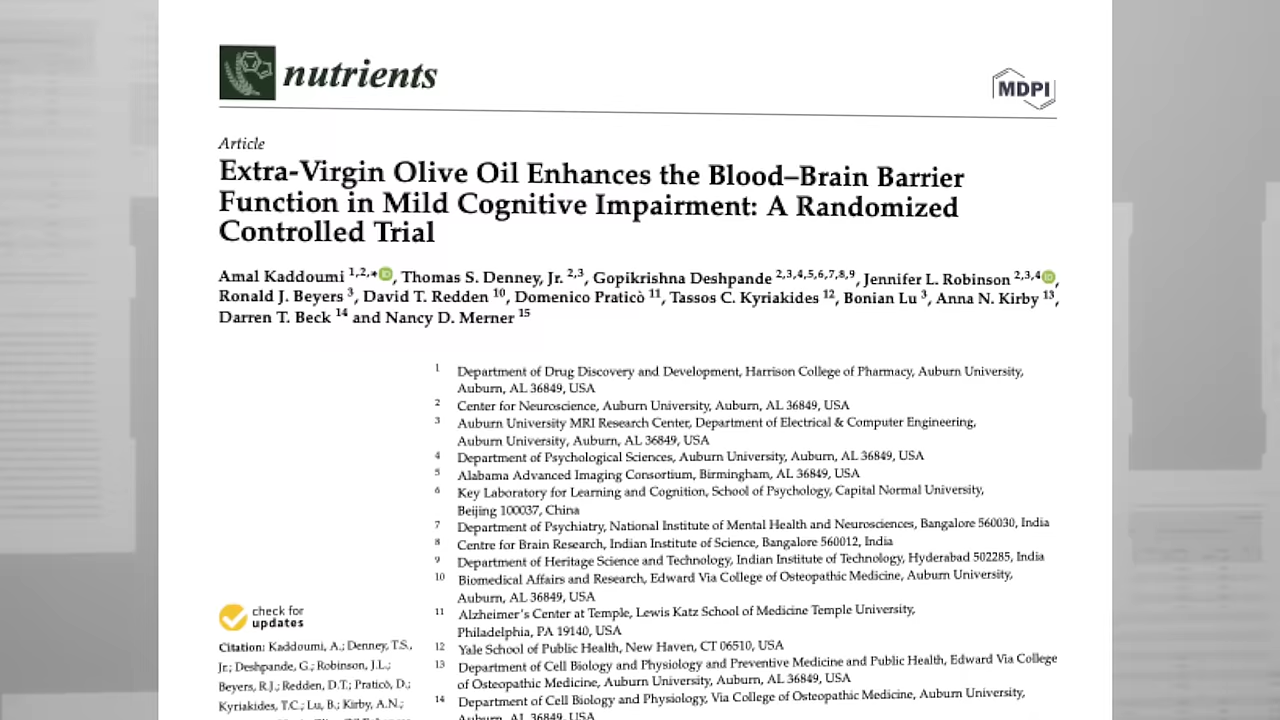 nutrients
MDPI
Article
Extra-Virgin Olive Oil Enhances the Blood–Brain Barrier
Function in Mild Cognitive Impairment: A Randomized
Controlled Trial
Amal Kaddoumi 1,2,*, Thomas S. Denney, Jr. 2,3, Gopikrishna Deshpande 2,3,4,5,6,7,8,9, Jennifer L. Robinson 2,3,4,
Ronald J. Beyers 3, David T. Redden 10, Domenico Praticò 11, Tassos C. Kyriakides 12, Bonian Lu 3, Anna N. Kirby 13,
Darren T. Beck 14 and Nancy D. Merner 15
1 Department of Drug Discovery and Development, Harrison College of Pharmacy, Auburn University,
Auburn, AL 36849, USA
2 Center for Neuroscience, Auburn University, Auburn, AL 36849, USA
3 Auburn University MRI Research Center, Department of Electrical & Computer Engineering,
Auburn University, Auburn, AL 36849, USA
4 Department of Psychological Sciences, Auburn University, Auburn, AL 36849, USA
5 Alabama Advanced Imaging Consortium, Birmingham, AL 36849, USA
6 Key Laboratory for Learning and Cognition, School of Psychology, Capital Normal University,
Beijing 100037, China
7 Department of Psychiatry, National Institute of Mental Health and Neurosciences, Bangalore 560030, India
8 Centre for Brain Research, Indian Institute of Science, Bangalore 560012, India
9 Department of Heritage Science and Technology, Indian Institute of Technology, Hyderabad 502285, India
10 Biomedical Affairs and Research, Edward Via College of Osteopathic Medicine, Auburn University,
Auburn, AL 36849, USA
11 Alzheimer's Center at Temple, Lewis Katz School of Medicine Temple University,
Philadelphia, PA 19140, USA
12 Yale School of Public Health, New Haven, CT 06510, USA
13 Department of Cell Biology and Physiology and Preventive Medicine and Public Health, Edward Via College
of Osteopathic Medicine, Auburn University, Auburn, AL 36849, USA
14 Department of Cell Biology and Physiology, Via College of Osteopathic Medicine, Auburn University,
Auburn, AL 36849, USA
check for
updates
Citation: Kaddoumi, A.; Denney, T.S.,
Jr.; Deshpande, G.; Robinson, J.L.;
Beyers, R.J.; Redden, D.T.; Praticò, D.;
Kyriakides, T.C.; Lu, B.; Kirby, A.N.;